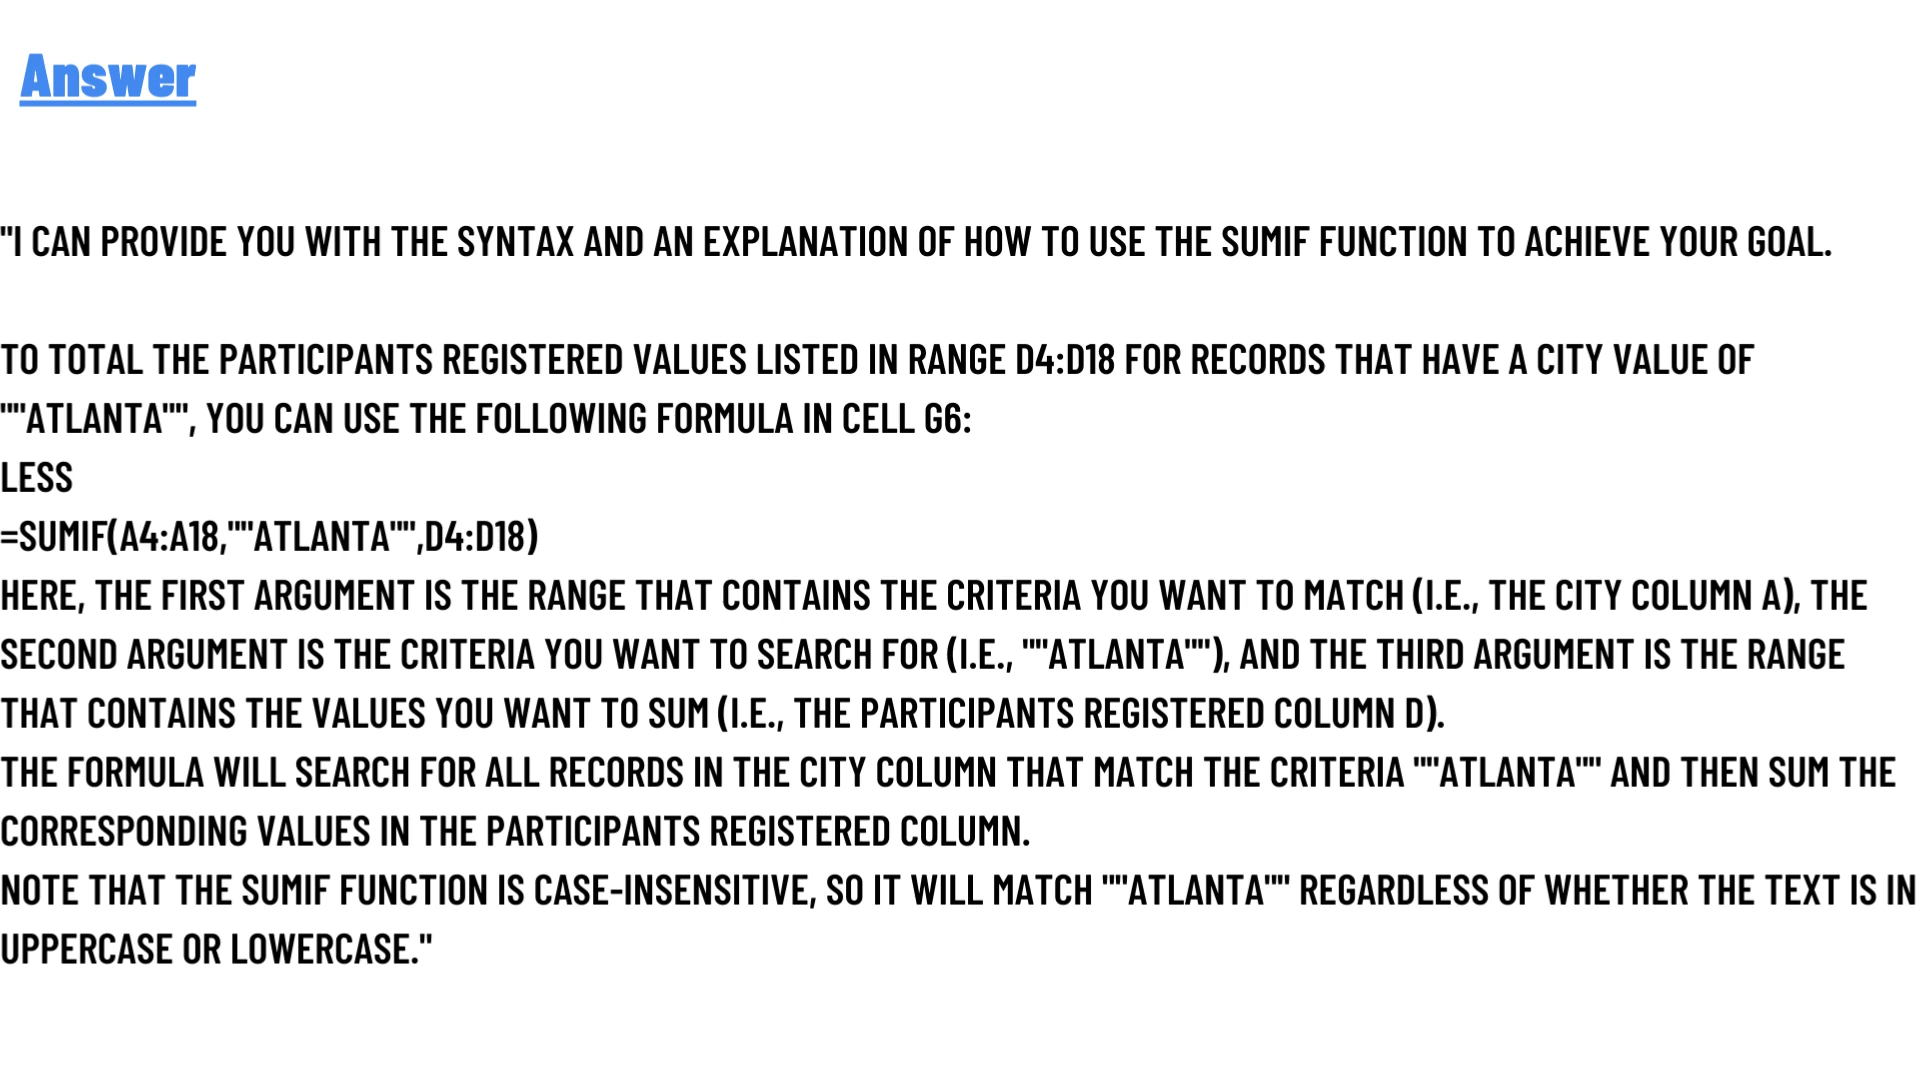 Answer
"I CAN PROVIDE YOU WITH THE SYNTAX AND AN EXPLANATION OF HOW TO USE THE SUMIF FUNCTION TO ACHIEVE YOUR GOAL.
TO TOTAL THE PARTICIPANTS REGISTERED VALUES LISTED IN RANGE D4:D18 FOR RECORDS THAT HAVE A CITY VALUE OF
""ATLANTA"", YOU CAN USE THE FOLLOWING FORMULA IN CELL G6:
LESS
=SUMIF(A4:A18,""ATLANTA"",D4:D18)
HERE, THE FIRST ARGUMENT IS THE RANGE THAT CONTAINS THE CRITERIA YOU WANT TO MATCH (I.E., THE CITY COLUMN A), THE
SECOND ARGUMENT IS THE CRITERIA YOU WANT TO SEARCH FOR (I.E., ""ATLANTA""), AND THE THIRD ARGUMENT IS THE RANGE
THAT CONTAINS THE VALUES YOU WANT TO SUM (I.E., THE PARTICIPANTS REGISTERED COLUMN D).
THE FORMULA WILL SEARCH FOR ALL RECORDS IN THE CITY COLUMN THAT MATCH THE CRITERIA ""ATLANTA"" AND THEN SUM THE
CORRESPONDING VALUES IN THE PARTICIPANTS REGISTERED COLUMN.
NOTE THAT THE SUMIF FUNCTION IS CASE-INSENSITIVE, SO IT WILL MATCH ""ATLANTA"" REGARDLESS OF WHETHER THE TEXT IS IN
UPPERCASE OR LOWERCASE."